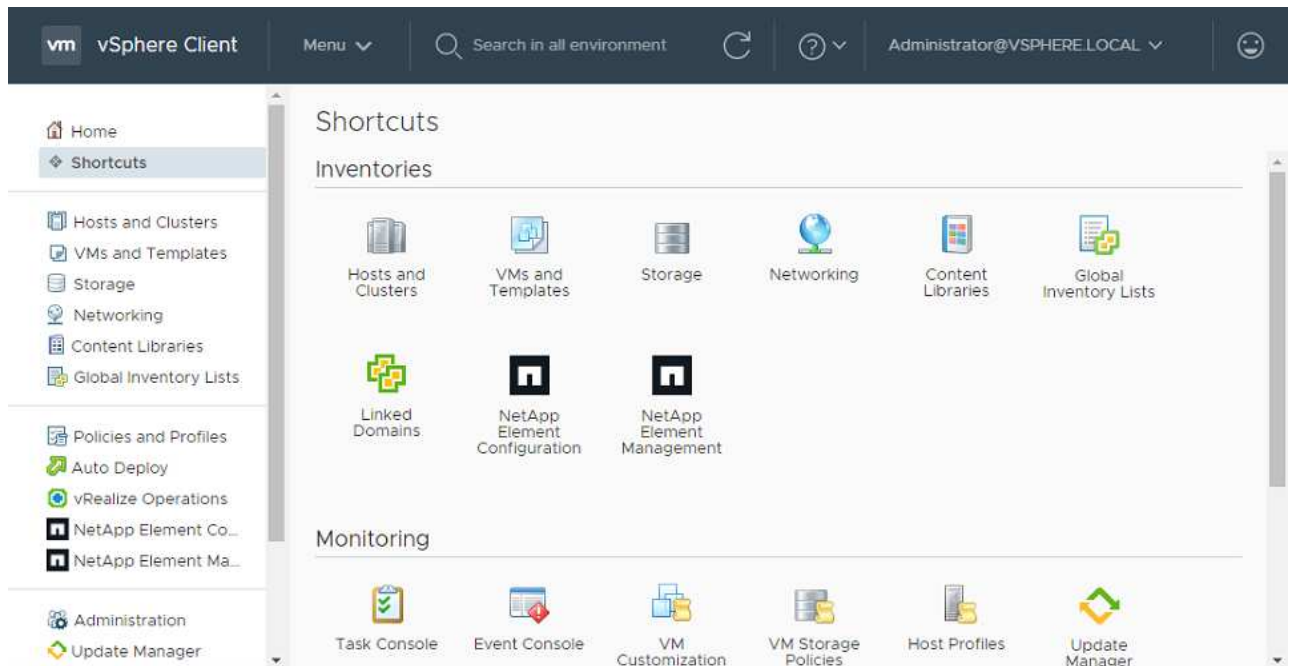 vm vSphere Client Menu Search in all environment Administrator@VSPHERE.LOCAL
Home
Shortcuts
Hosts and Clusters
VMs and Templates
Storage
Networking
Content Libraries
Global Inventory Lists
Policies and Profiles
Auto Deploy
vRealize Operations
NetApp Element Co...
NetApp Element Ma...
Administration
Update Manager
Shortcuts
Inventories
Hosts and
Clusters
VMs and
Templates
Storage
Networking
Content
Libraries
Global
Inventory Lists
Linked
Domains
NetApp
Element
Configuration
NetApp
Element
Management
Monitoring
Task Console
Event Console
VM
Customization
VM Storage
Policies
Host Profiles
Update
Manager